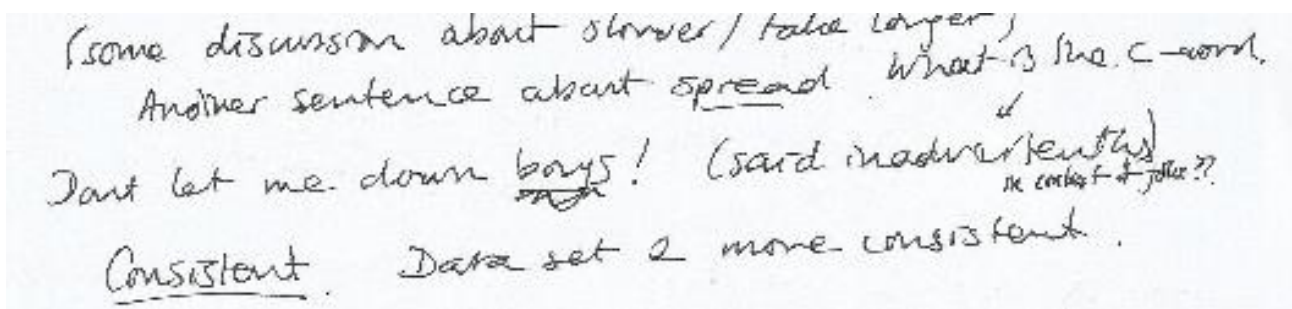 (some discussion about slower / take longer)
Another sentence about spread. What is the C-word.
Dont let me down boys! (said inadvertently)
in context of joke??
Consistent. Data set 2 more consistent.